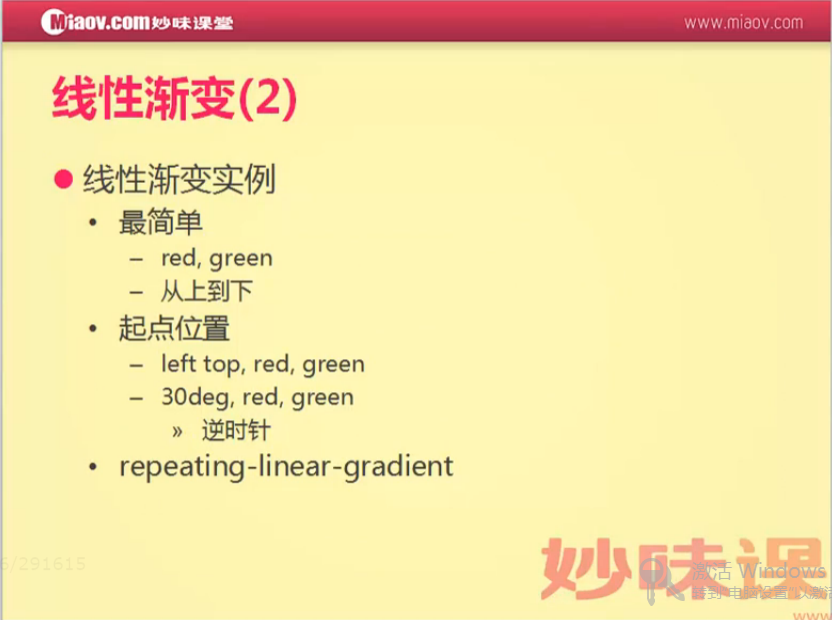 Miaov.com妙味课堂
www.miaov.com
线性渐变(2)
● 线性渐变实例
• 最简单
– red, green
– 从上到下
• 起点位置
– left top, red, green
– 30deg, red, green
» 逆时针
• repeating-linear-gradient
6/291615
妙味课
激活 Windows
转到"电脑设置"以激活
www